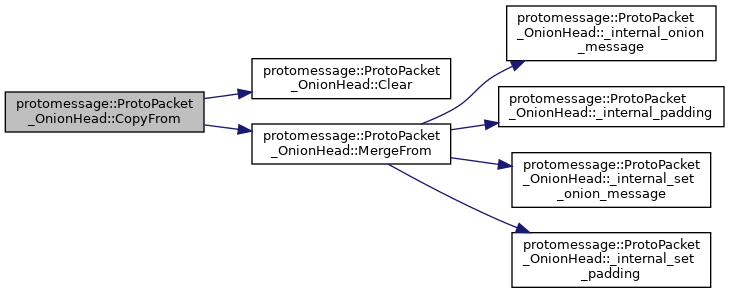 protomessage::ProtoPacket
_OnionHead::CopyFrom
protomessage::ProtoPacket
_OnionHead::Clear
protomessage::ProtoPacket
_OnionHead::MergeFrom
protomessage::ProtoPacket
_OnionHead::_internal_onion
_message
protomessage::ProtoPacket
_OnionHead::_internal_padding
protomessage::ProtoPacket
_OnionHead::_internal_set
_onion_message
protomessage::ProtoPacket
_OnionHead::_internal_set
_padding